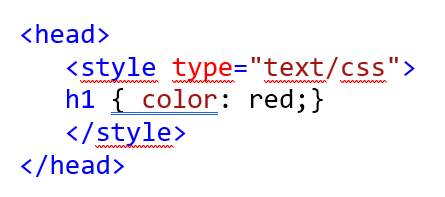 <head>
<style type="text/css">
h1 { color: red;}
</style>
</head>